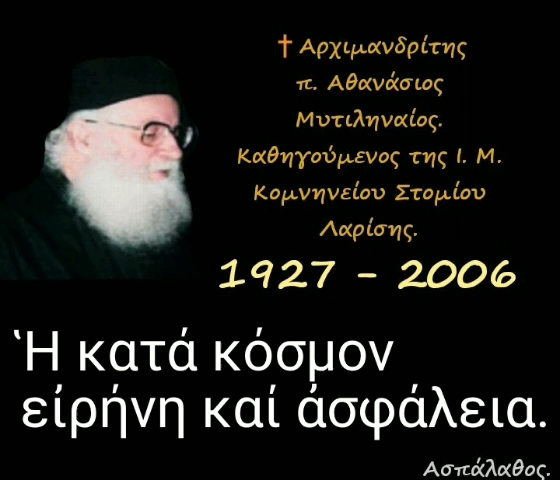 † Αρχιμανδρίτης
π. Αθανάσιος
Μυτιληναίος.
Καθηγούμενος της Ι. Μ.
Κομνηνείου Στομίου
Λαρίσης.
1927 - 2006
Ἡ κατά κόσμον
εἰρήνη καί ἀσφάλεια.
Ασπάλαθος.